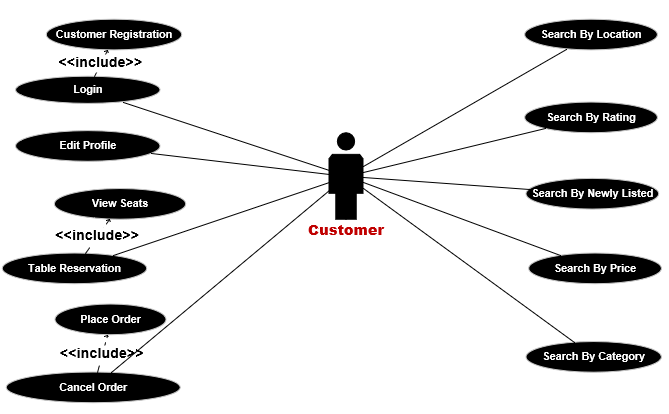 Customer Registration
<<include>>
Login
Edit Profile
View Seats
<<include>>
Table Reservation
Place Order
<<include>>
Cancel Order
Customer
Search By Location
Search By Rating
Search By Newly Listed
Search By Price
Search By Category